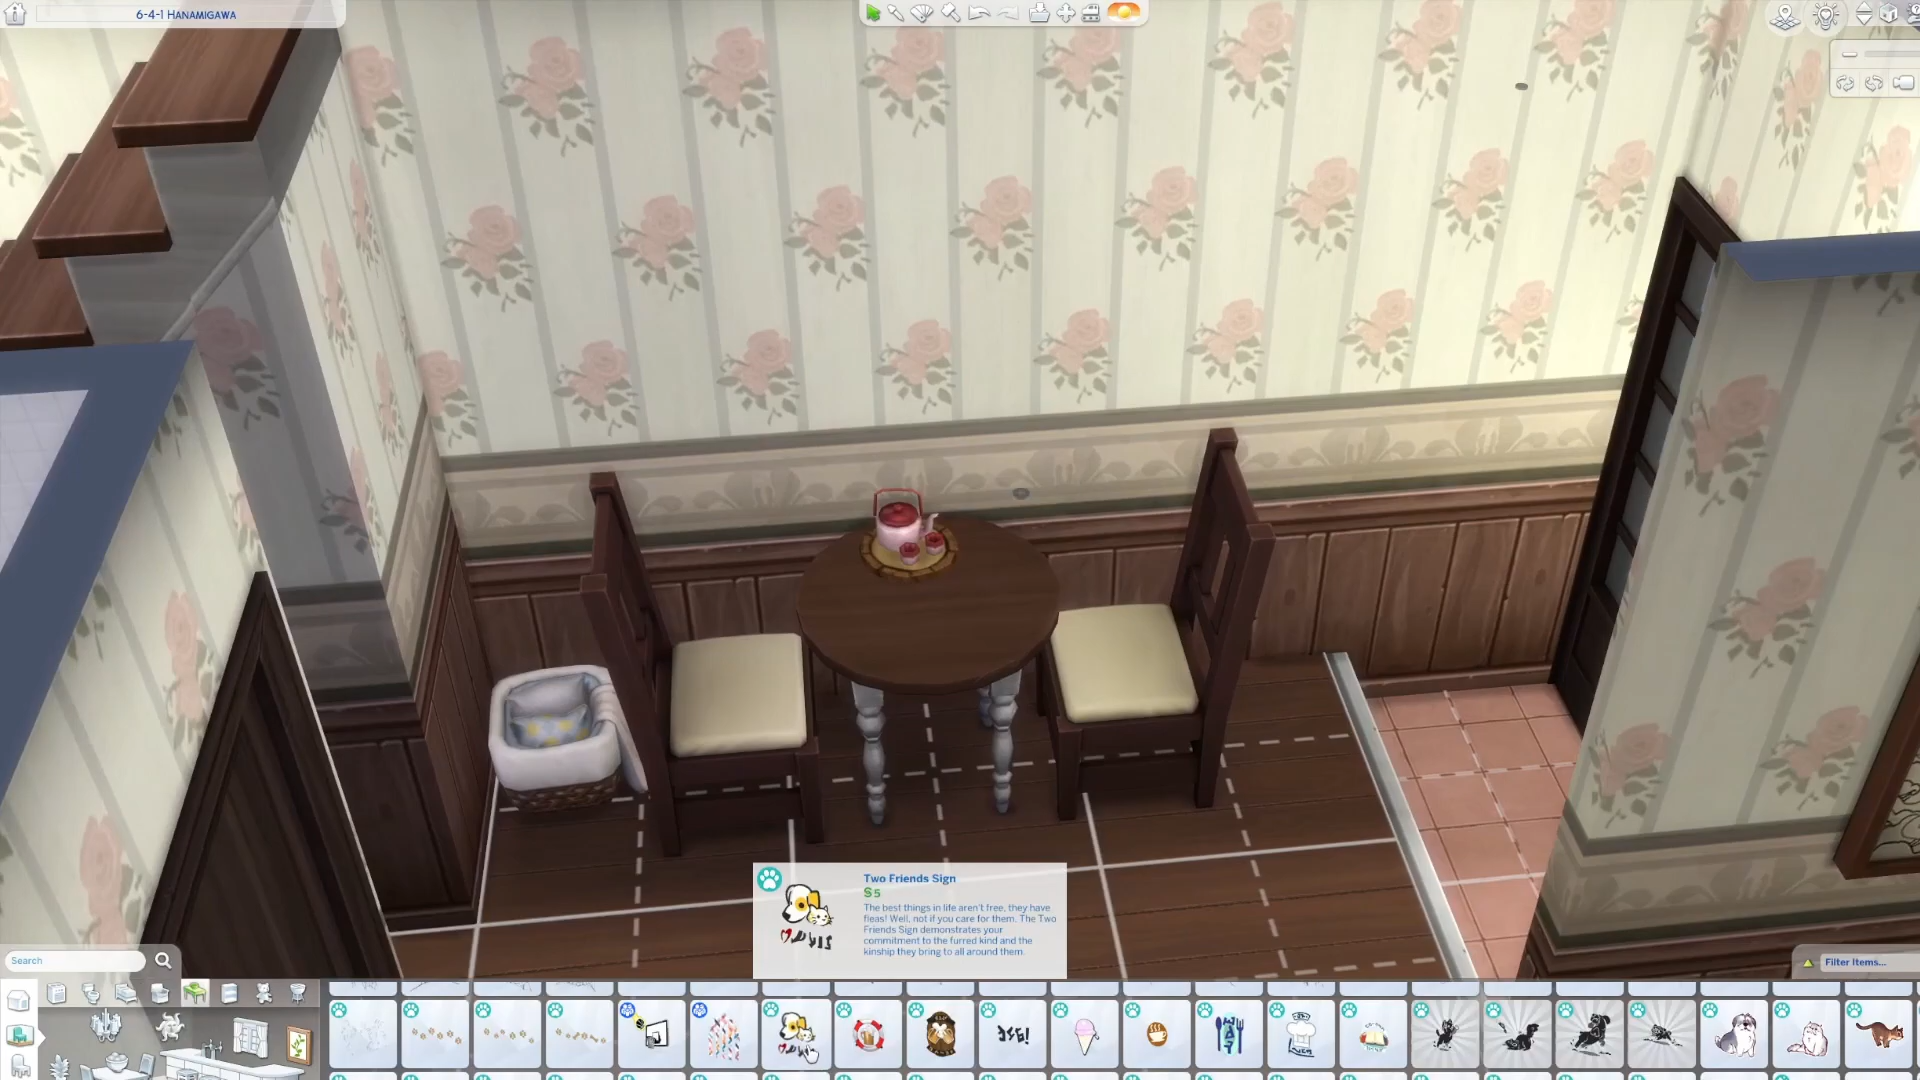 6-4-1 Hanamigawa
Two Friends Sign
§5
The best things in life aren't free, they have
fleas! Well, not if you care for them. The Two
Friends Sign demonstrates your
commitment to the furred kind and the
kinship they bring to all around them.
Search
Filter Items...